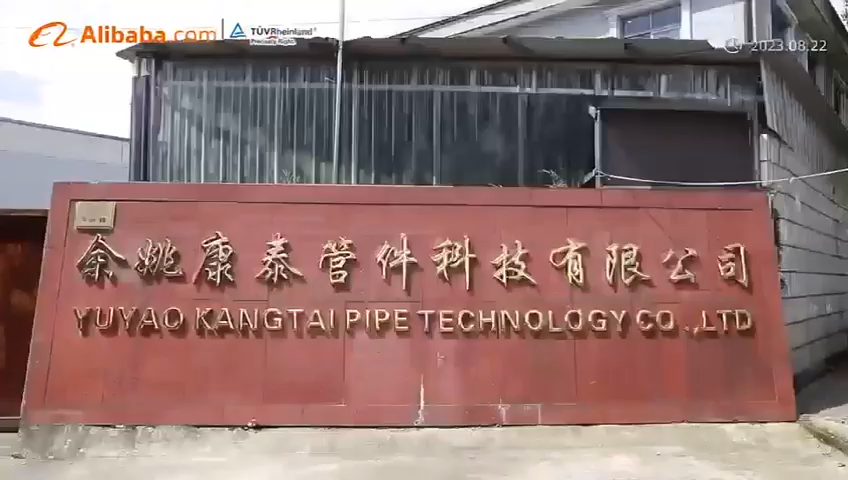 Alibaba.com
TÜVRheinland®
Precisely Right.
2023.08.22
余姚康泰管件科技有限公司
YUYAO KANGTAI PIPE TECHNOLOGY CO.,LTD